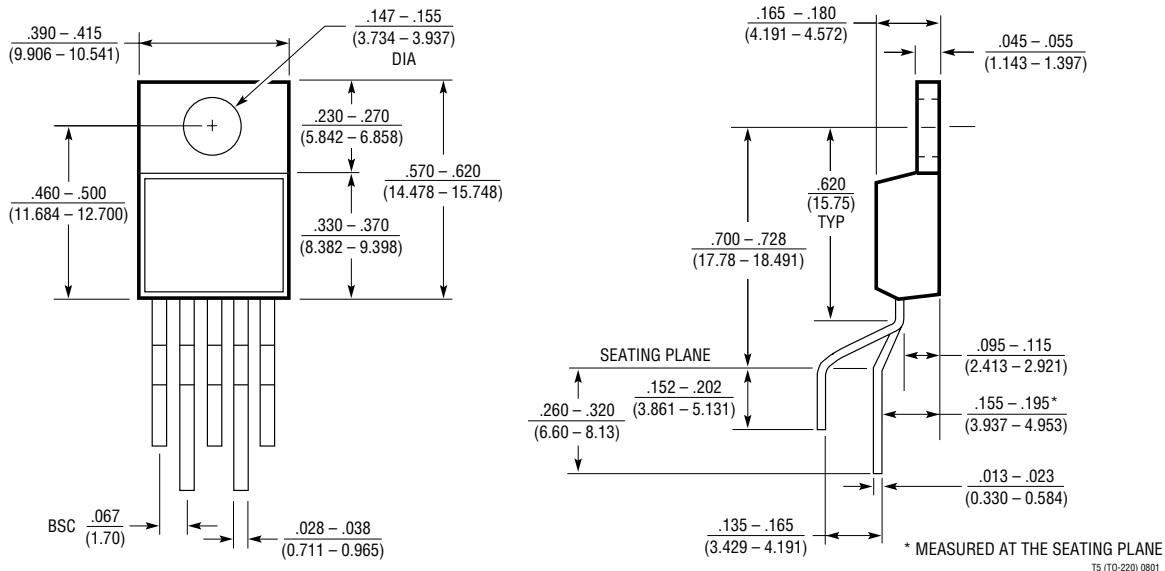 .390 – .415
(9.906 – 10.541)
.147 – .155
(3.734 – 3.937)
DIA
.230 – .270
(5.842 – 6.858)
.460 – .500
(11.684 – 12.700)
.570 – .620
(14.478 – 15.748)
.330 – .370
(8.382 – 9.398)
BSC
.067
(1.70)
.028 – .038
(0.711 – 0.965)
.165 – .180
(4.191 – 4.572)
.045 – .055
(1.143 – 1.397)
.620
(15.75)
TYP
.700 – .728
(17.78 – 18.491)
SEATING PLANE
.095 – .115
(2.413 – 2.921)
.152 – .202
(3.861 – 5.131)
.260 – .320
(6.60 – 8.13)
.155 – .195*
(3.937 – 4.953)
.013 – .023
(0.330 – 0.584)
.135 – .165
(3.429 – 4.191)
* MEASURED AT THE SEATING PLANE
T5 (TO-220) 0801